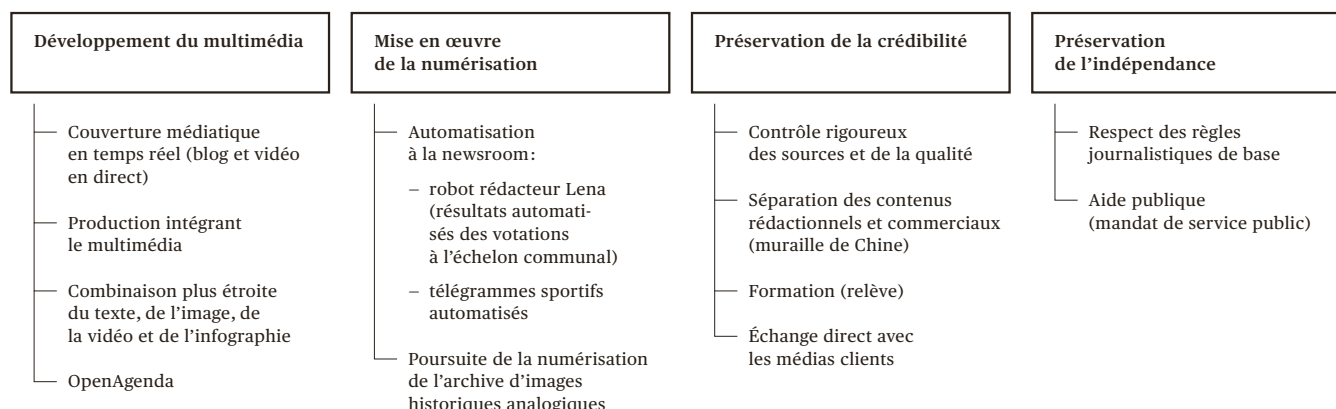 Développement du multimédia
Couverture médiatique
en temps réel (blog et vidéo
en direct)
Production intégrant
le multimédia
Combinaison plus étroite
du texte, de l’image, de
la vidéo et de l’infographie
OpenAgenda
Mise en œuvre
de la numérisation
Automatisation
à la newsroom:
– robot rédacteur Lena
(résultats automati-
sés des votations
à l’échelon communal)
– télégrammes sportifs
automatisés
Poursuite de la numérisation
de l’archive d’images
historiques analogiques
Préservation de la crédibilité
Contrôle rigoureux
des sources et de la qualité
Séparation des contenus
rédactionnels et commerciaux
(muraille de Chine)
Formation (relève)
Échange direct avec
les médias clients
Préservation
de l’indépendance
Respect des règles
journalistiques de base
Aide publique
(mandat de service public)